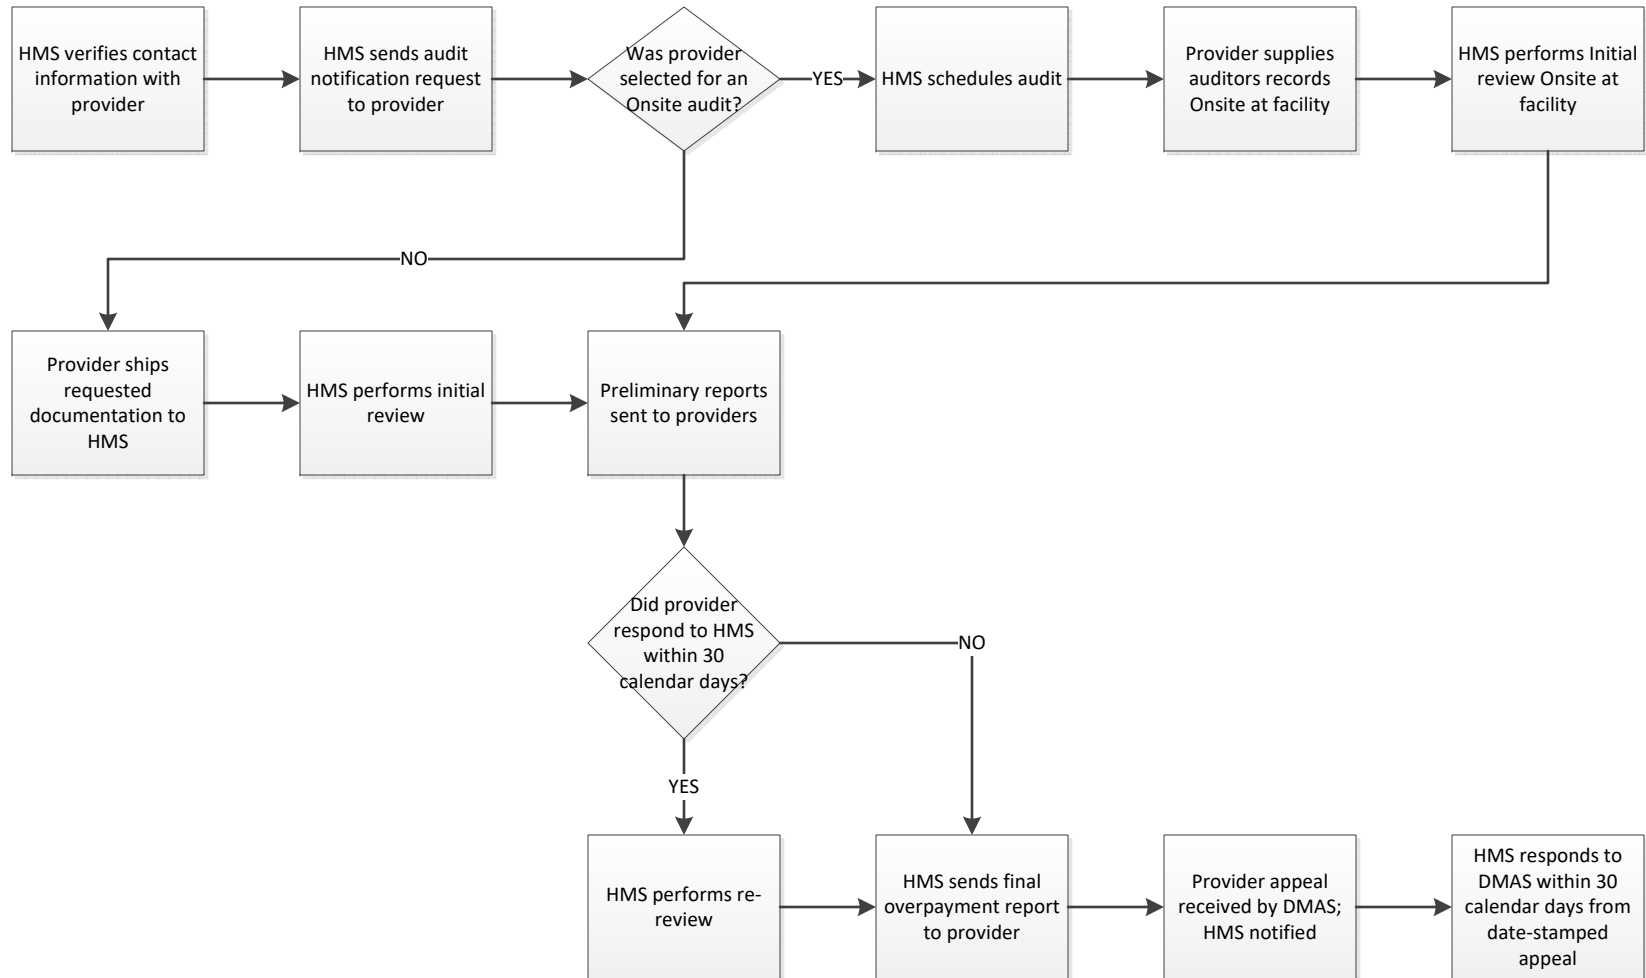 HMS verifies contact
information with
provider
HMS sends audit
notification request
to provider
Was provider
selected for an
Onsite audit?
YES
HMS schedules audit
Provider supplies
auditors records
Onsite at facility
HMS performs Initial
review Onsite at
facility
NO
Provider ships
requested
documentation to
HMS
HMS performs initial
review
Preliminary reports
sent to providers
Did provider
respond to HMS
within 30
calendar days?
NO
YES
HMS performs re-
review
HMS sends final
overpayment report
to provider
Provider appeal
received by DMAS;
HMS notified
HMS responds to
DMAS within 30
calendar days from
date-stamped
appeal